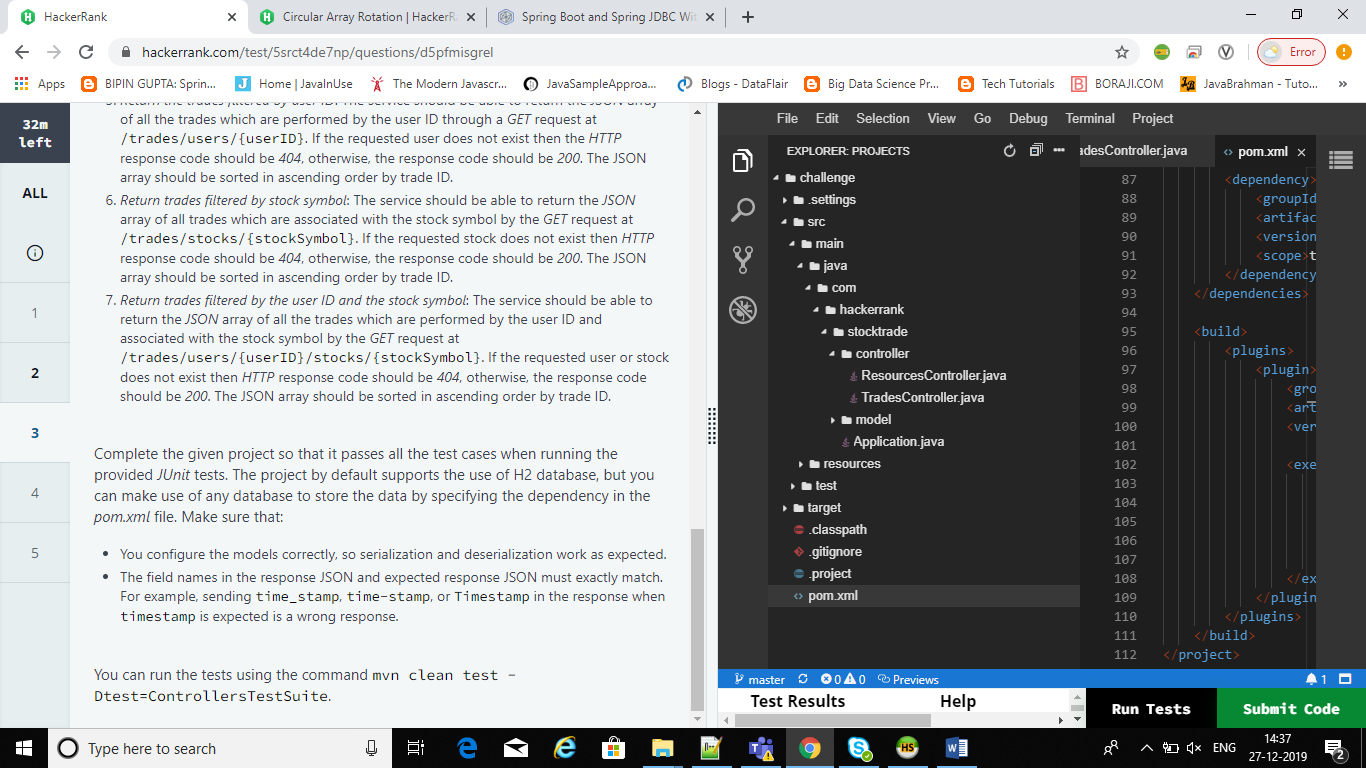 HackerRank
Circular Array Rotation | HackerR
Spring Boot and Spring JDBC Wit
hackerrank.com/test/5srct4de7np/questions/d5pfmisgrel
Error
Apps
BIPIN GUPTA: Sprin...
Home | JavaInUse
The Modern Javascr...
JavaSampleApproa...
Blogs - DataFlair
Big Data Science Pr...
Tech Tutorials
BORAJI.COM
JavaBrahman - Tuto...
32m
left
ALL
1
2
3
4
5
5. Return the trades filtered by user ID: The service should be able to return the JSON array
of all the trades which are performed by the user ID through a GET request at
/trades/users/{userID}. If the requested user does not exist then the HTTP
response code should be 404, otherwise, the response code should be 200. The JSON
array should be sorted in ascending order by trade ID.
6. Return trades filtered by stock symbol: The service should be able to return the JSON
array of all trades which are associated with the stock symbol by the GET request at
/trades/stocks/{stockSymbol}. If the requested stock does not exist then HTTP
response code should be 404, otherwise, the response code should be 200. The JSON
array should be sorted in ascending order by trade ID.
7. Return trades filtered by the user ID and the stock symbol: The service should be able to
return the JSON array of all the trades which are performed by the user ID and
associated with the stock symbol by the GET request at
/trades/users/{userID}/stocks/{stockSymbol}. If the requested user or stock
does not exist then HTTP response code should be 404, otherwise, the response code
should be 200. The JSON array should be sorted in ascending order by trade ID.
Complete the given project so that it passes all the test cases when running the
provided JUnit tests. The project by default supports the use of H2 database, but you
can make use of any database to store the data by specifying the dependency in the
pom.xml file. Make sure that:
• You configure the models correctly, so serialization and deserialization work as expected.
• The field names in the response JSON and expected response JSON must exactly match.
For example, sending time_stamp, time-stamp, or Timestamp in the response when
timestamp is expected is a wrong response.
You can run the tests using the command mvn clean test -
Dtest=ControllersTestSuite.
File Edit Selection View Go Debug Terminal Project
EXPLORER: PROJECTS
challenge
.settings
src
main
java
com
hackerrank
stocktrade
controller
ResourcesController.java
TradesController.java
model
Application.java
resources
test
target
.classpath
.gitignore
.project
pom.xml
adesController.java
pom.xml
87 <dependency>
88 <groupId
89 <artifac
90 <version
91 <scope>t
92 </dependency
93 </dependencies>
94
95 <build>
96 <plugins>
97 <plugin>
98 <gro
99 <art
100 <ver
101
102 <exe
103
104
105
106
107
108 </ex
109 </plugin
110 </plugins>
111 </build>
112 </project>
master
0
0
Previews
1
Test Results
Help
Run Tests
Submit Code
Type here to search
HS
ENG
14:37
27-12-2019
2